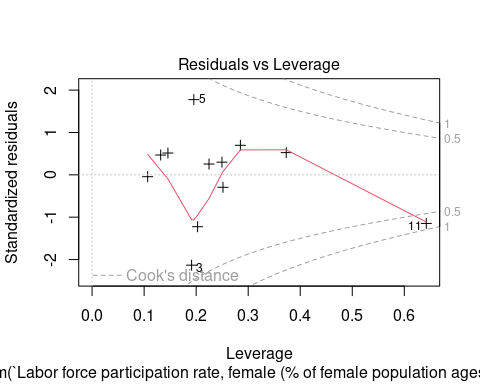 Residuals vs Leverage
Standardized residuals
2
1
0
-1
-2
5
3
11
1
0.5
0.5
1
Cook's distance
0.0 0.1 0.2 0.3 0.4 0.5 0.6
Leverage
m(`Labor force participation rate, female (% of female population ages